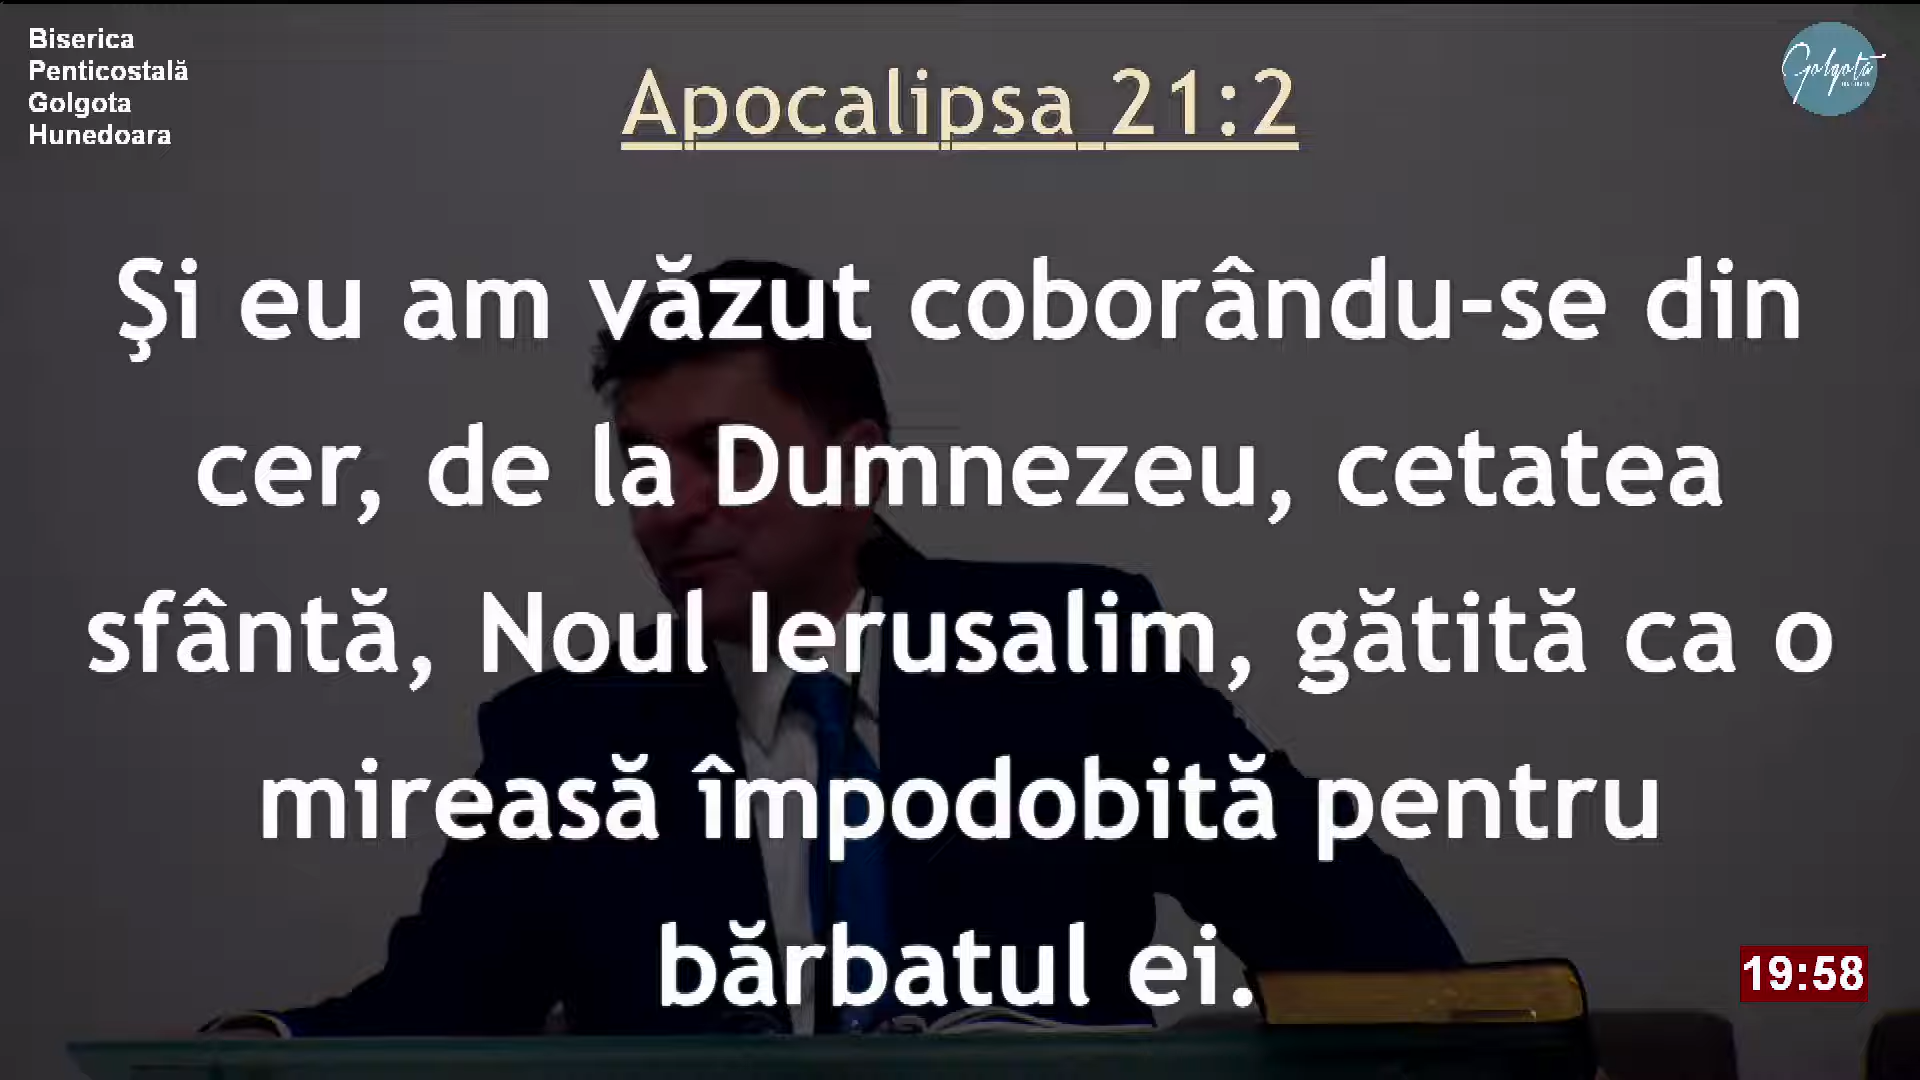 Biserica
Penticostală
Golgota
Hunedoara
Golgota
Apocalipsa 21:2
Şi eu am văzut coborându-se din
cer, de la Dumnezeu, cetatea
sfântă, Noul Ierusalim, gătită ca o
mireasă împodobită pentru
bărbatul ei.
19:58